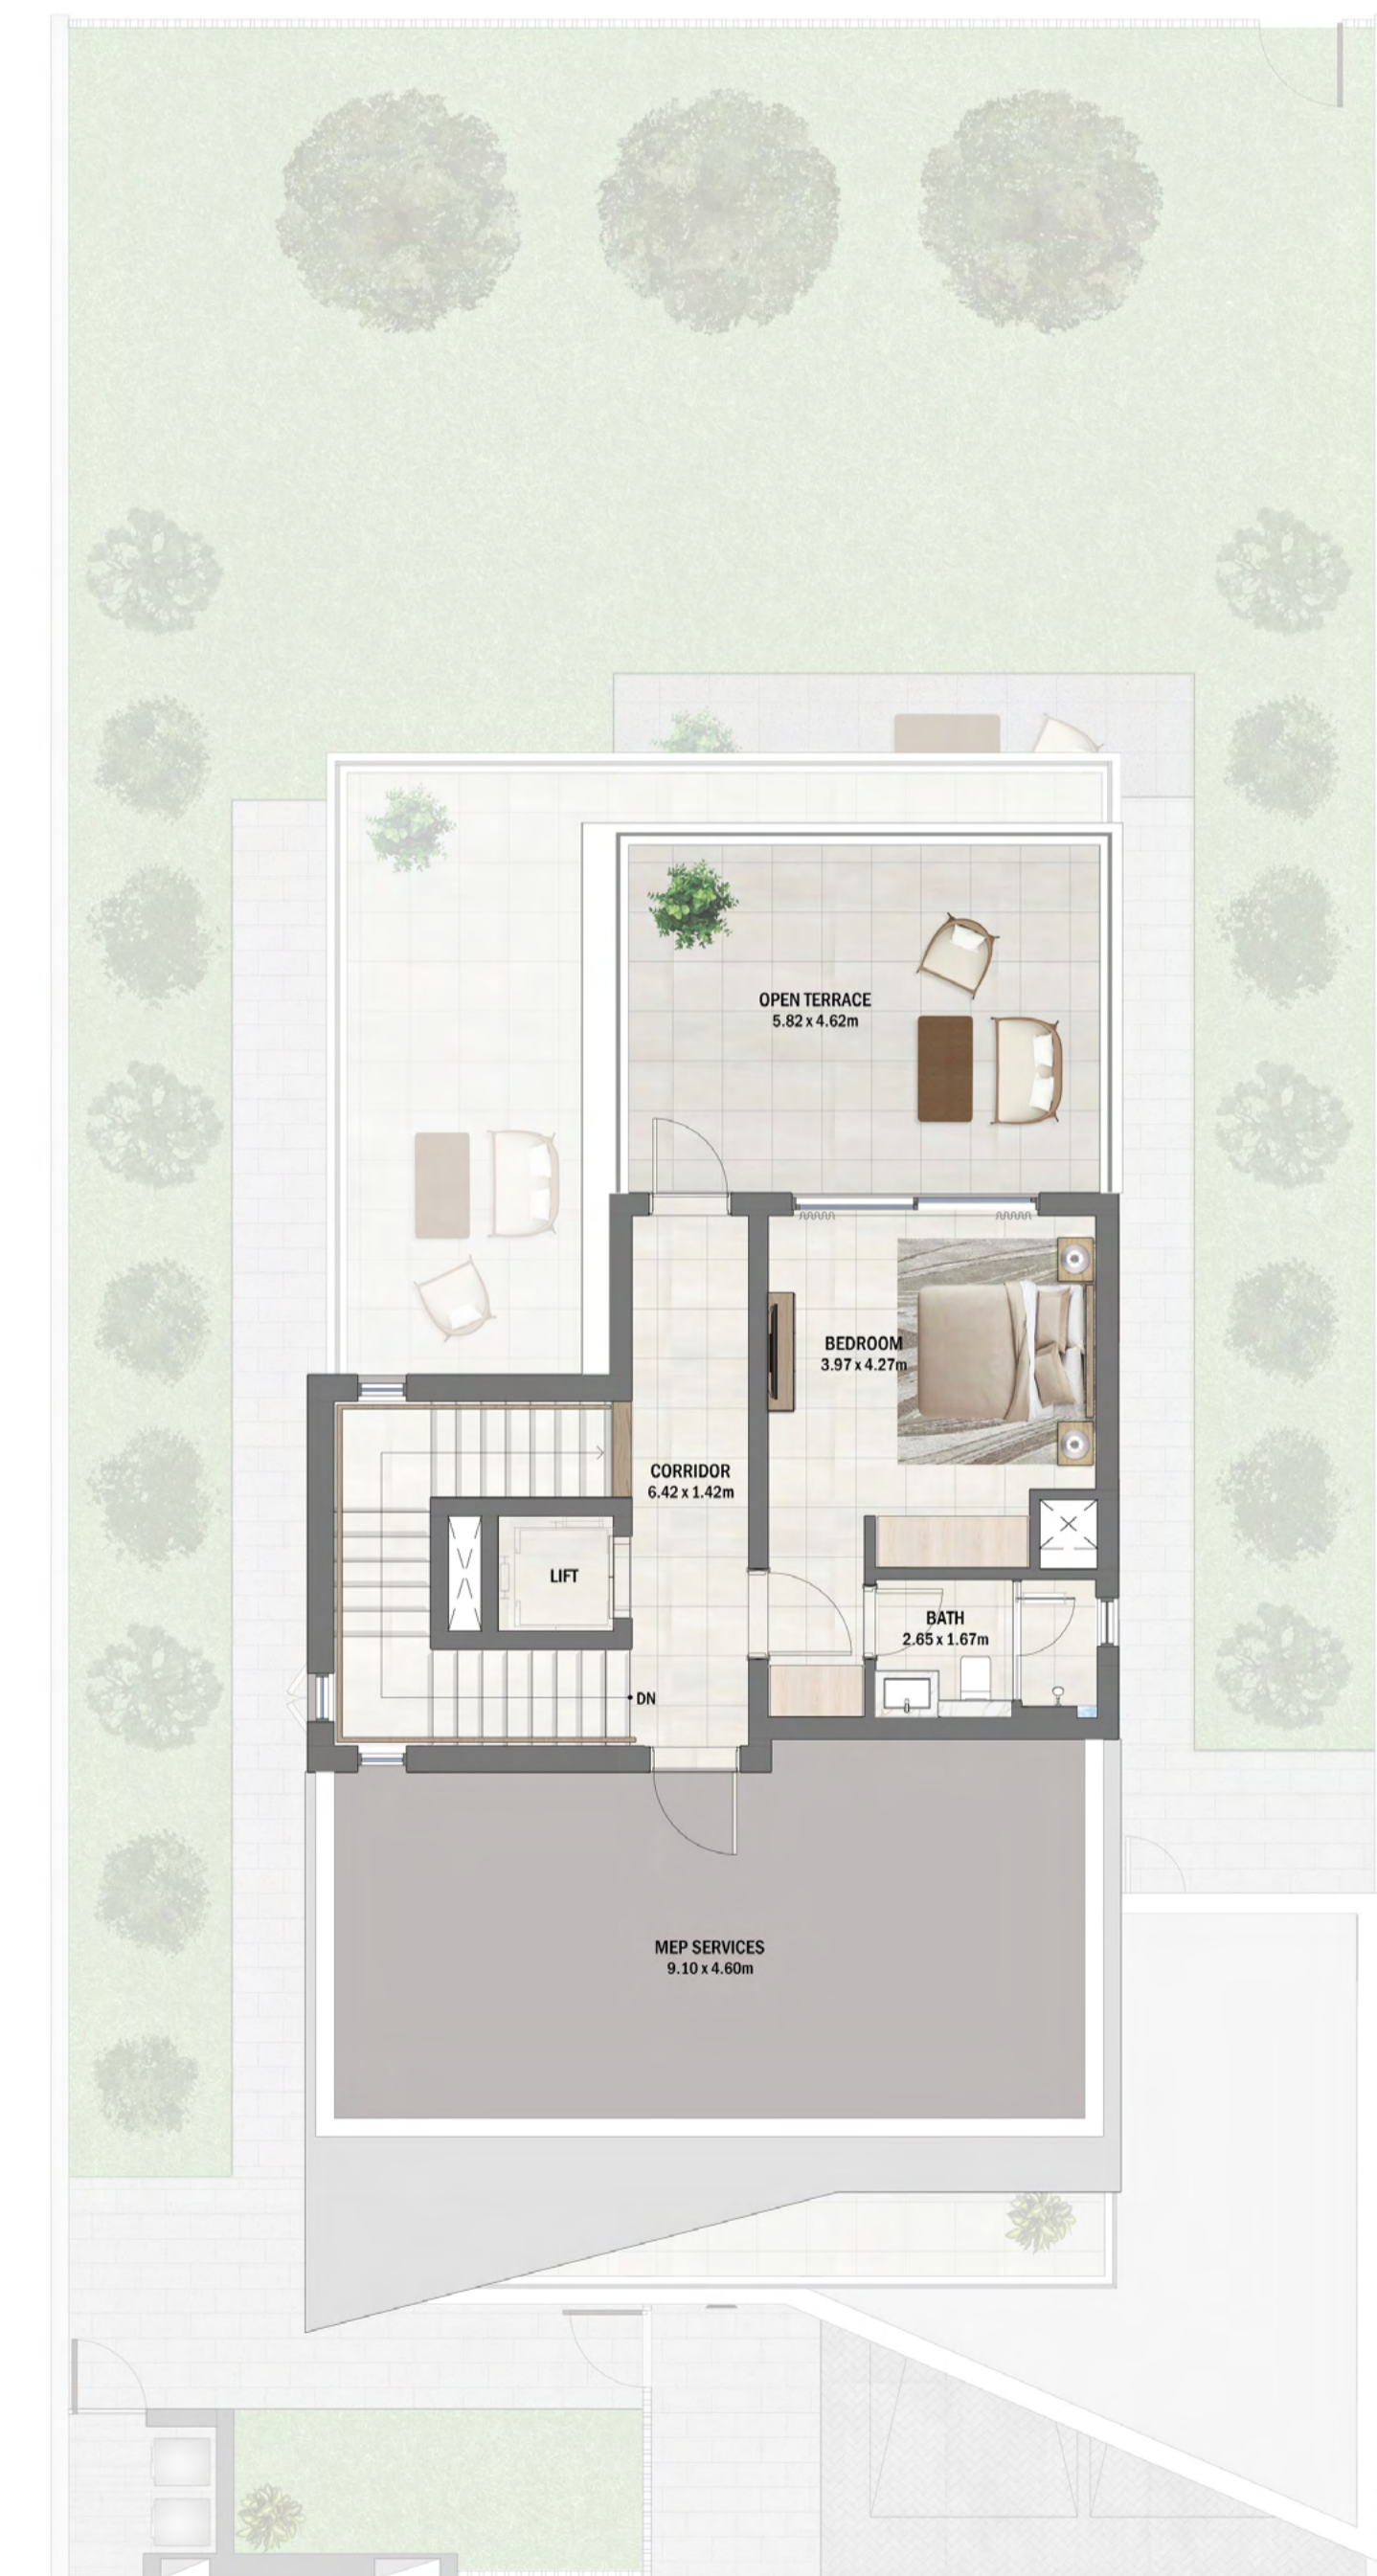 OPEN TERRACE
5.82 x 4.62m
BEDROOM
3.97 x 4.27m
CORRIDOR
6.42 x 1.42m
LIFT
BATH
2.65 x 1.67m
DN
MEP SERVICES
9.10 x 4.60m